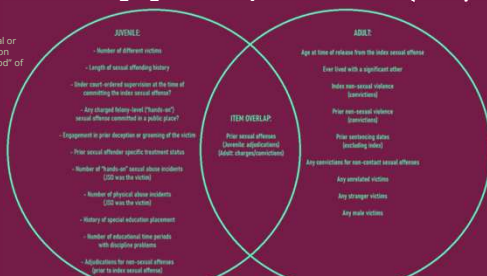 al or
on
od" of
JUVENILE:
- Number of different victims
- Length of sexual offending history
- Under court-ordered supervision at the time of
committing the index sexual offense?
- Any charged felony-level ("hands-on")
sexual offense committed in a public place?
- Engagement in prior deception or grooming of the victim
- Prior sexual offender specific treatment status
- Number of "hands-on" sexual abuse incidents
(JSO was the victim)
- Number of physical abuse incidents
(JSO was the victim)
- History of special education placement
- Number of educational time periods
with discipline problems
- Adjudications for non-sexual offenses
(prior to index sexual offense)
ITEM OVERLAP:
Prior sexual offenses
(Juvenile: adjudications)
(Adult: charges/convictions)
ADULT:
Age at time of release from the index sexual offense
Ever lived with a significant other
Index non-sexual violence
(convictions)
Prior non-sexual violence
(convictions)
Prior sentencing dates
(excluding index)
Any convictions for non-contact sexual offenses
Any unrelated victims
Any stranger victims
Any male victims